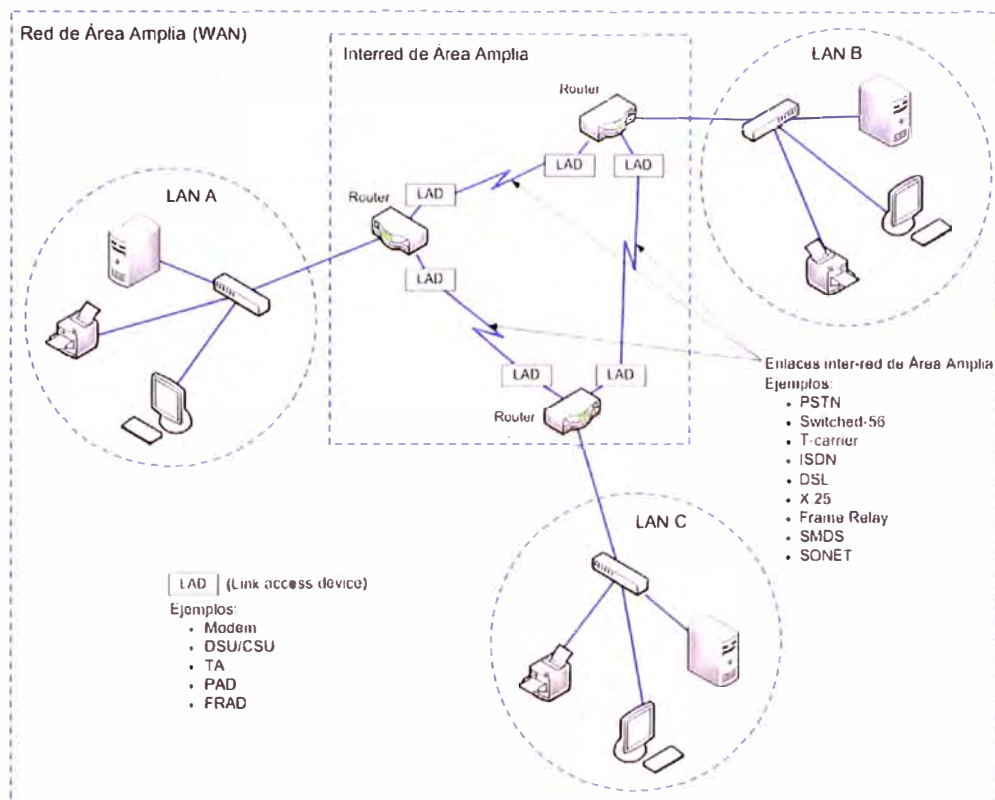 Red de Área Amplia (WAN)
Interred de Área Amplia
LAN B
Router
LAD
LAD
LAD
Router
LAN A
LAD
LAD
LAD
Router
Enlaces inter-red de Área Amplia
Ejemplos:
• PSTN
• Switched-56
• T-carrier
• ISDN
• DSL
• X 25
• Frame Relay
• SMDS
• SONET
LAN C
LAD (Link access device)
Ejemplos:
• Modem
• DSU/CSU
• TA
• PAD
• FRAD